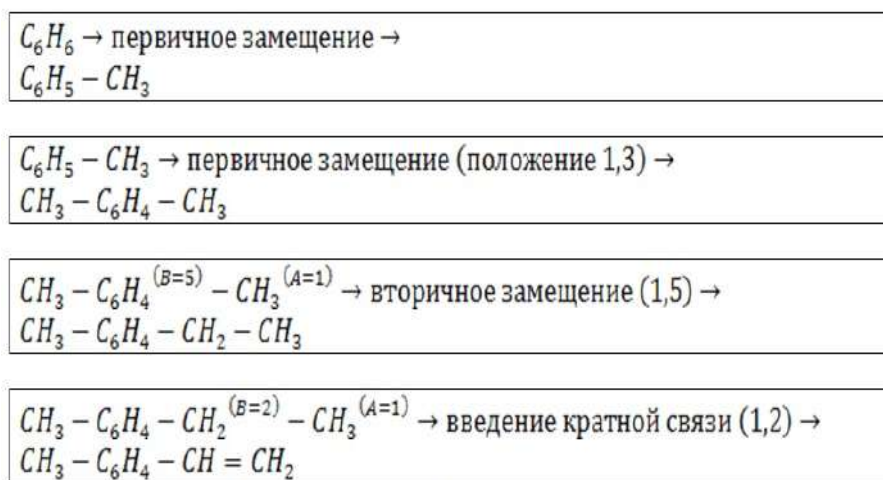 C₆H₆ → первичное замещение →
C₆H₅ − CH₃
C₆H₅ − CH₃ → первичное замещение (положение 1,3) →
CH₃ − C₆H₄ − CH₃
CH₃ − C₆H₄⁽ᴮ⁼⁵⁾ − CH₃⁽ᴬ⁼¹⁾ → вторичное замещение (1,5) →
CH₃ − C₆H₄ − CH₂ − CH₃
CH₃ − C₆H₄ − CH₂⁽ᴮ⁼²⁾ − CH₃⁽ᴬ⁼¹⁾ → введение кратной связи (1,2) →
CH₃ − C₆H₄ − CH = CH₂